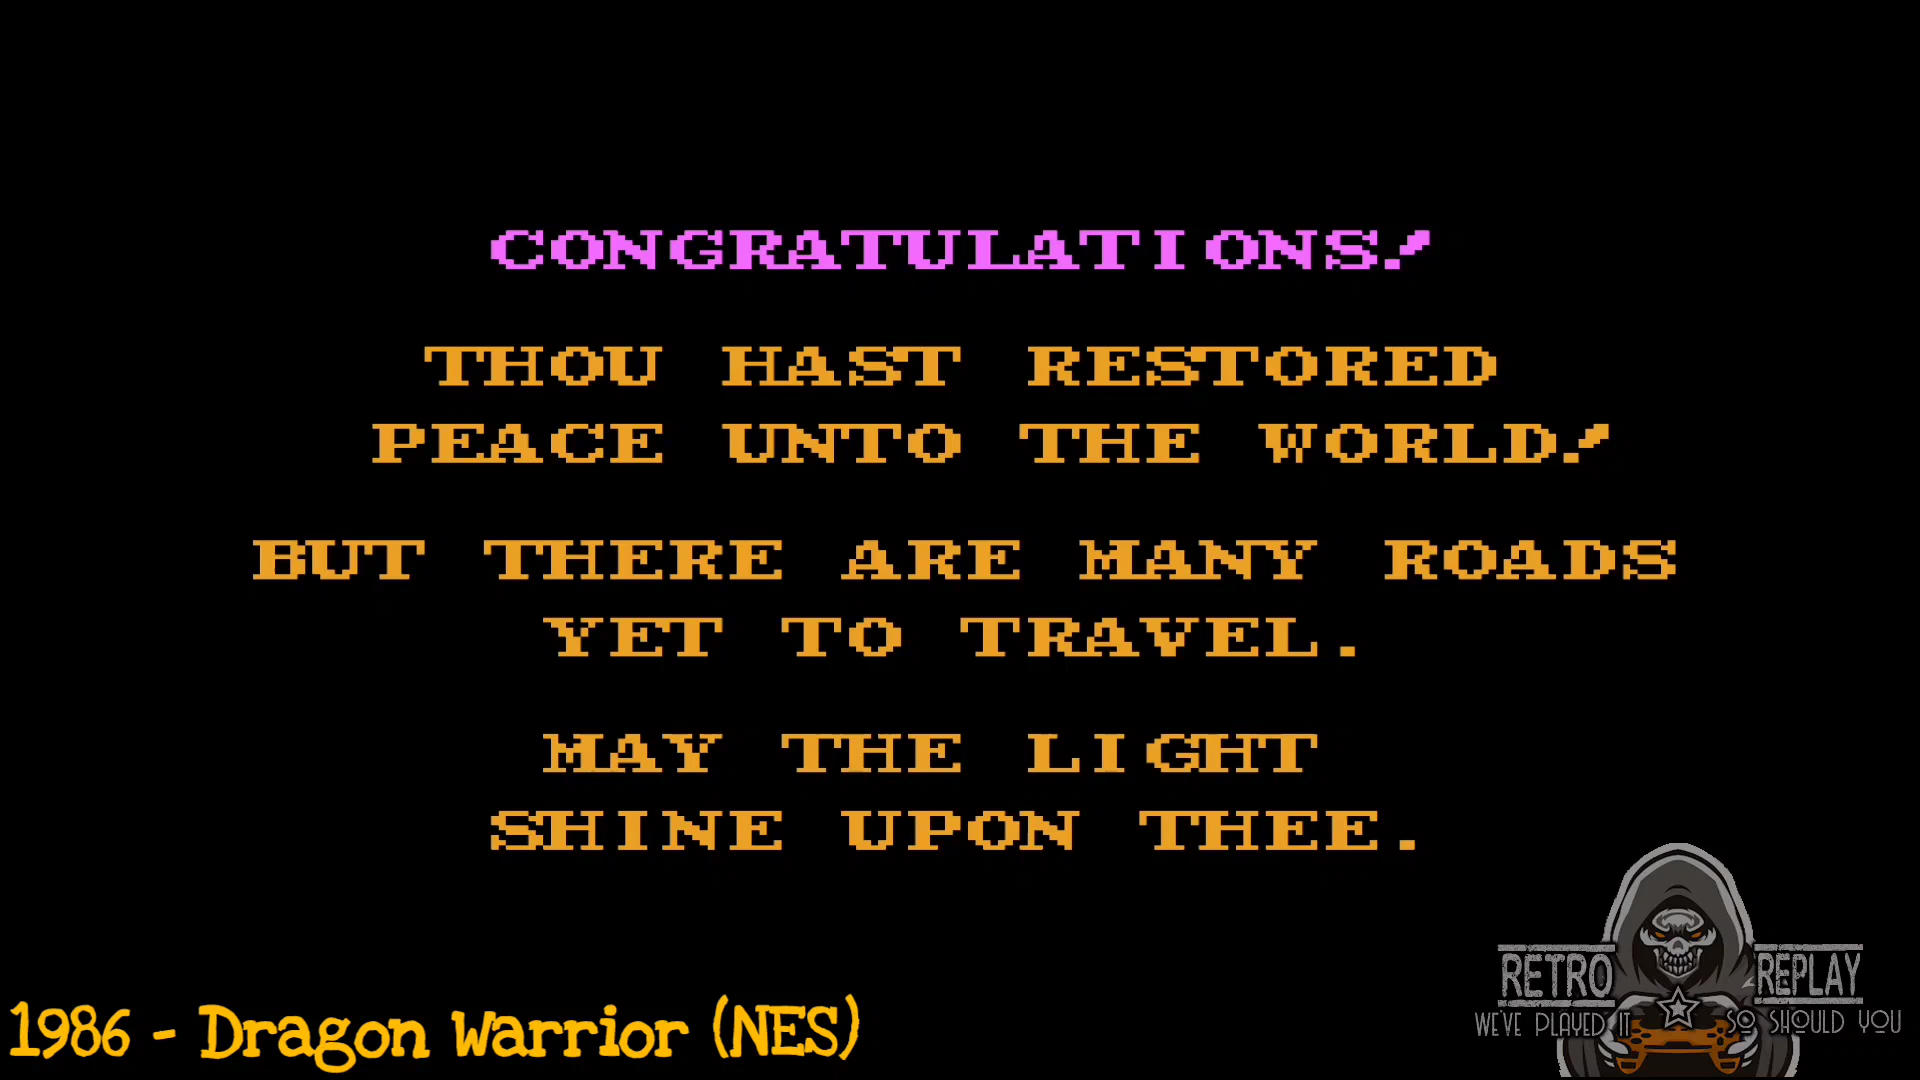 CONGRATULATIONS!
THOU HAST RESTORED
PEACE UNTO THE WORLD!
BUT THERE ARE MANY ROADS
YET TO TRAVEL.
MAY THE LIGHT
SHINE UPON THEE.
RETRO REPLAY
WE'VE PLAYED IT SO SHOULD YOU
1986 - Dragon Warrior (NES)